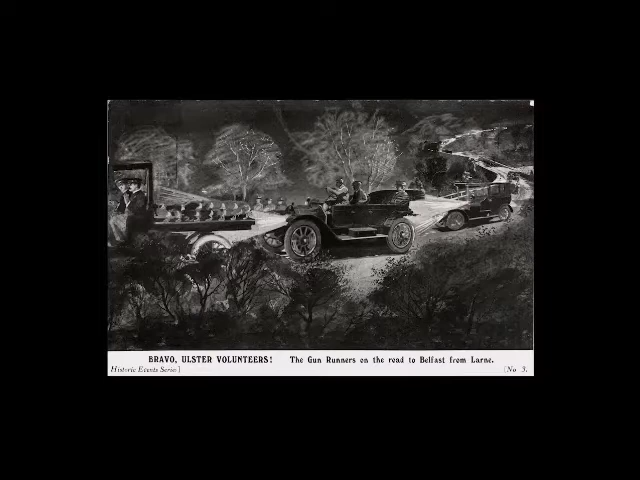 BRAVO, ULSTER VOLUNTEERS! The Gun Runners on the road to Belfast from Larne.
Historic Events Series] [No 3.